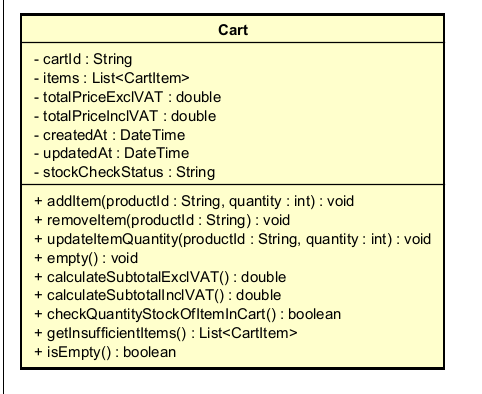 Cart
- cartId : String
- items : List<CartItem>
- totalPriceExclVAT : double
- totalPriceInclVAT : double
- createdAt : DateTime
- updatedAt : DateTime
- stockCheckStatus : String
+ addItem(productId : String, quantity : int) : void
+ removeItem(productId : String) : void
+ updateItemQuantity(productId : String, quantity : int) : void
+ empty() : void
+ calculateSubtotalExclVAT() : double
+ calculateSubtotalInclVAT() : double
+ checkQuantityStockOfItemInCart() : boolean
+ getInsufficientItems() : List<CartItem>
+ isEmpty() : boolean